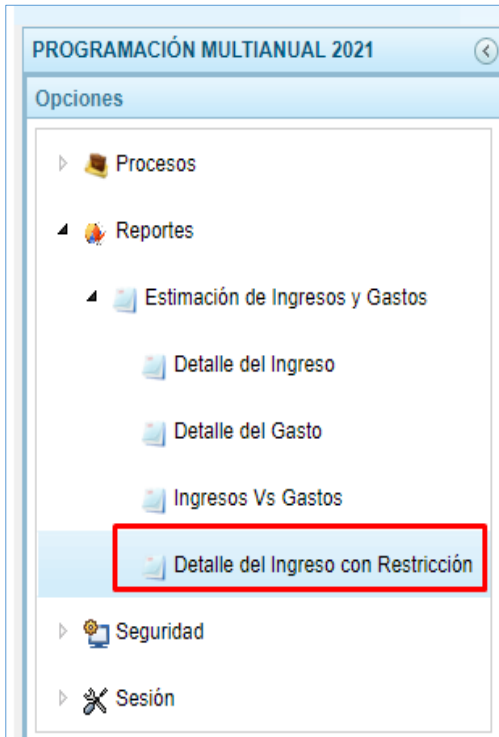 PROGRAMACIÓN MULTIANUAL 2021
Opciones
Procesos
Reportes
Estimación de Ingresos y Gastos
Detalle del Ingreso
Detalle del Gasto
Ingresos Vs Gastos
Detalle del Ingreso con Restricción
Seguridad
Sesión